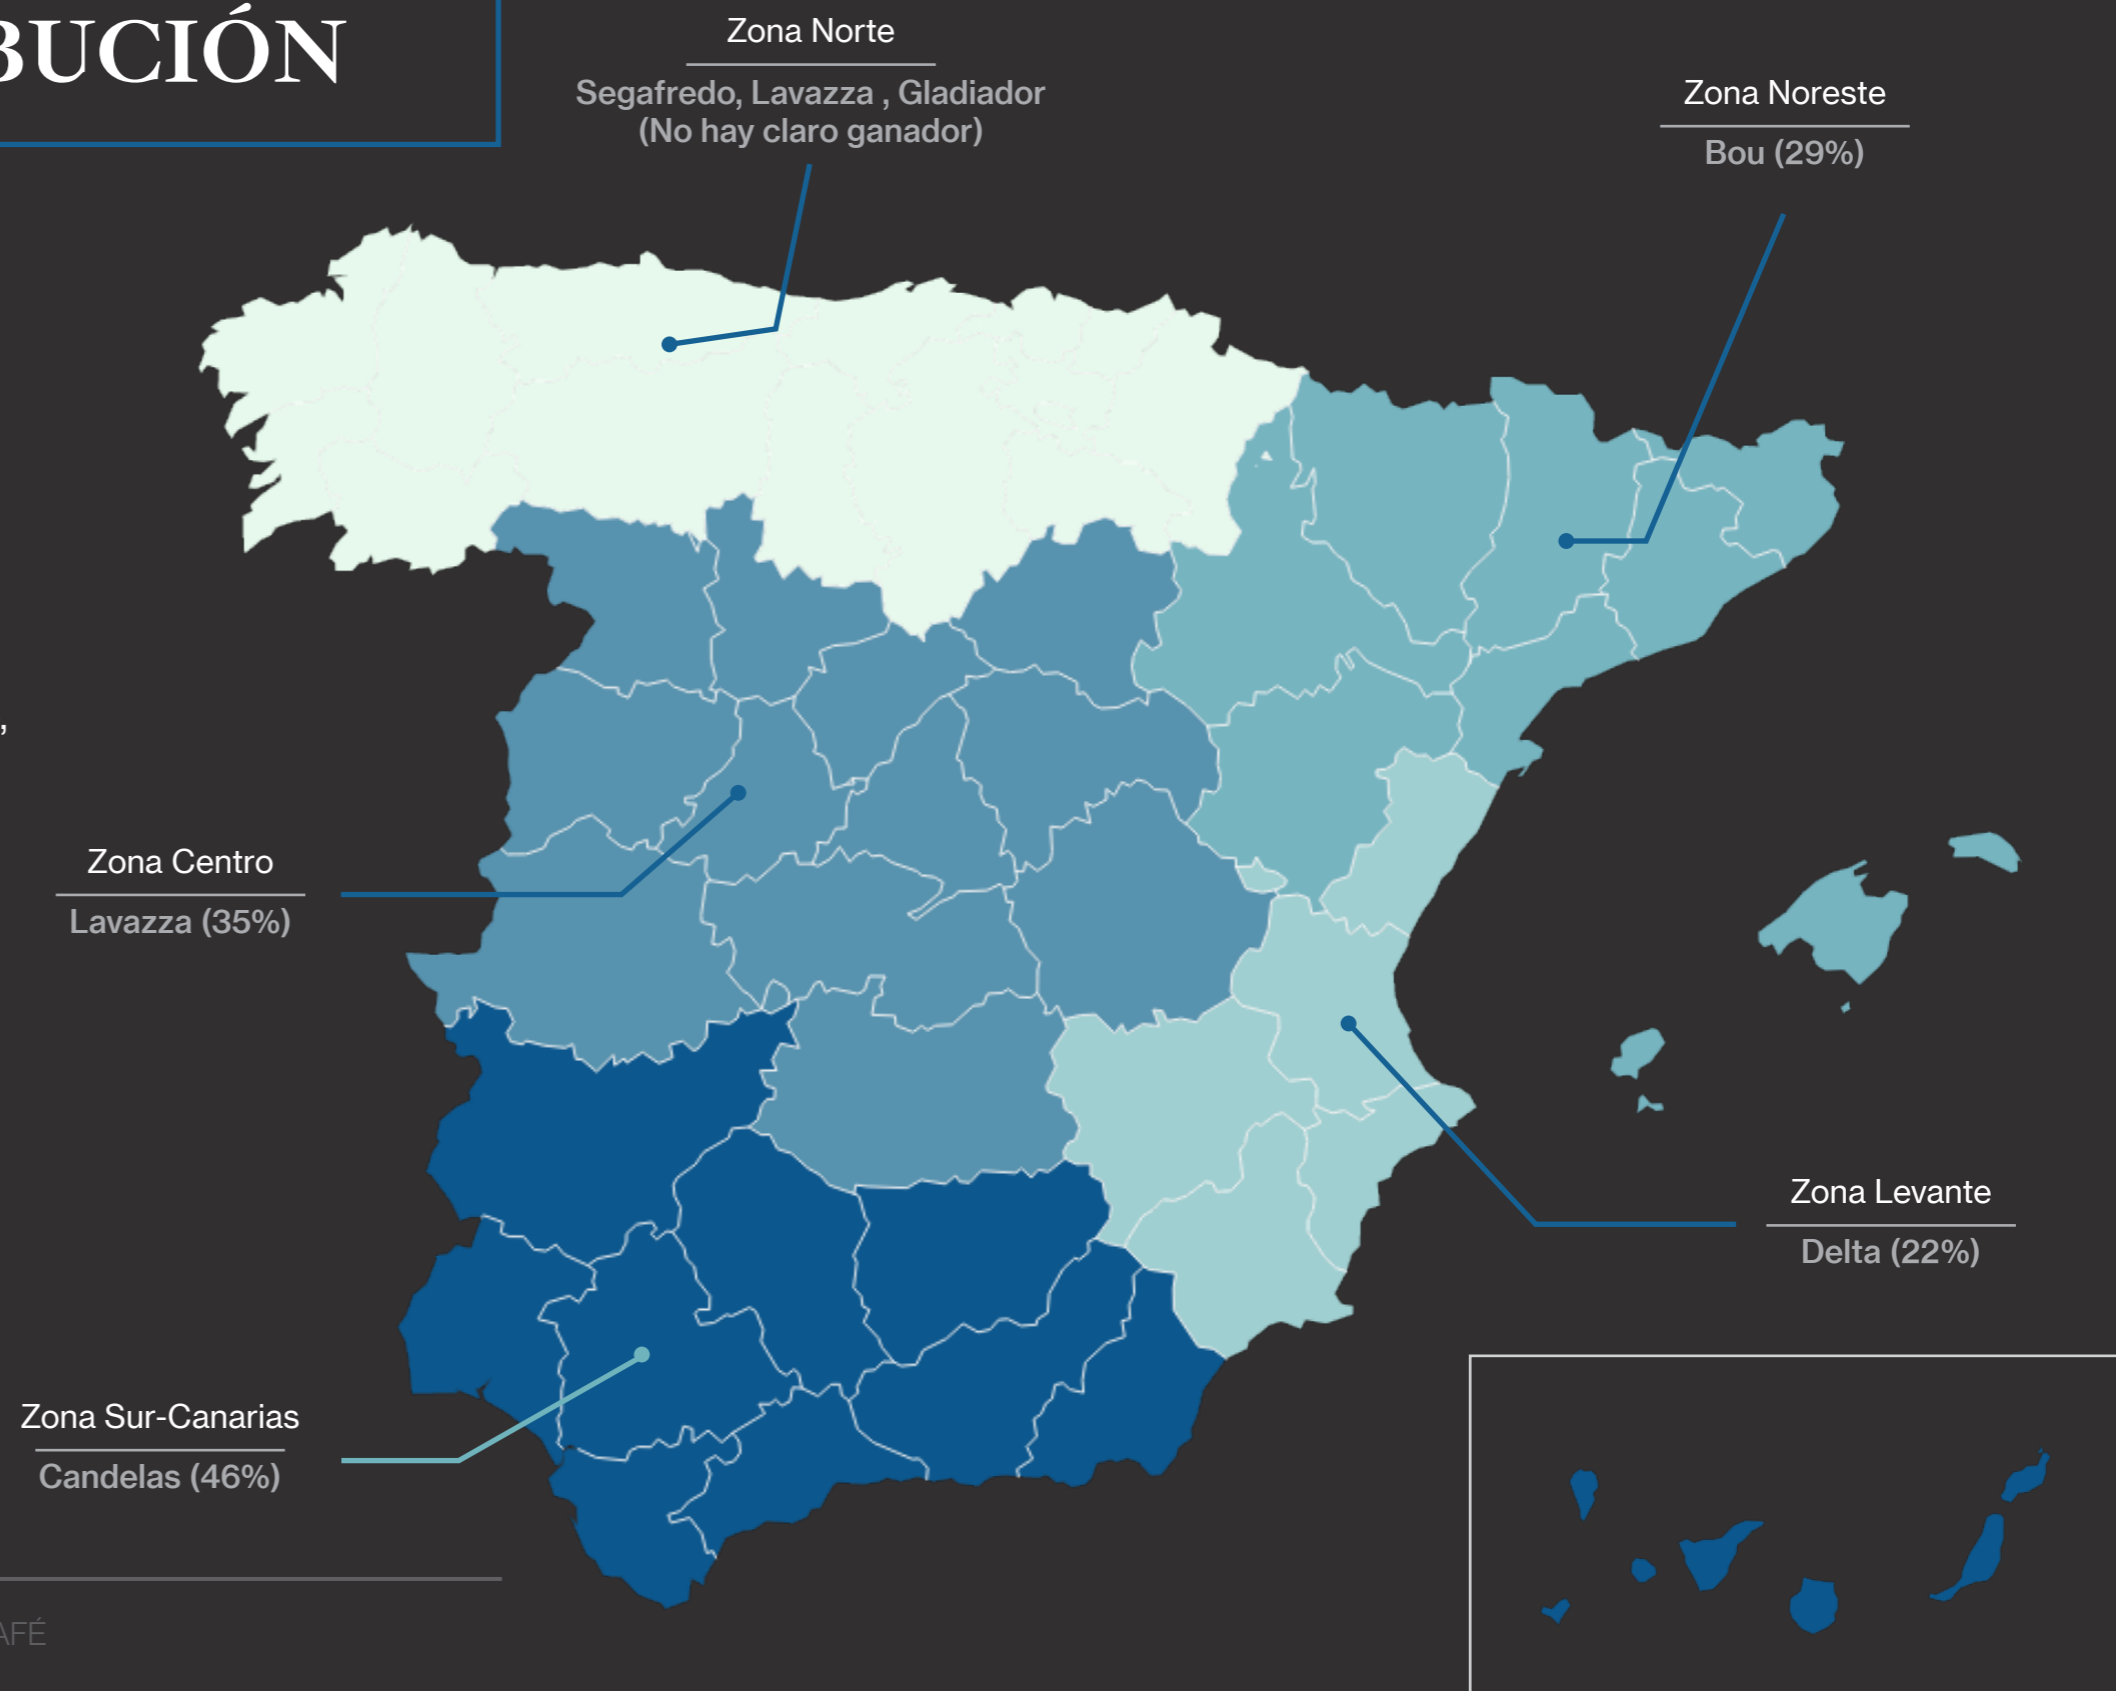 BUCIÓN
Zona Norte
Segafredo, Lavazza , Gladiador
(No hay claro ganador)
Zona Noreste
Bou (29%)
,
Zona Centro
Lavazza (35%)
Zona Levante
Delta (22%)
Zona Sur-Canarias
Candelas (46%)
AFÉ